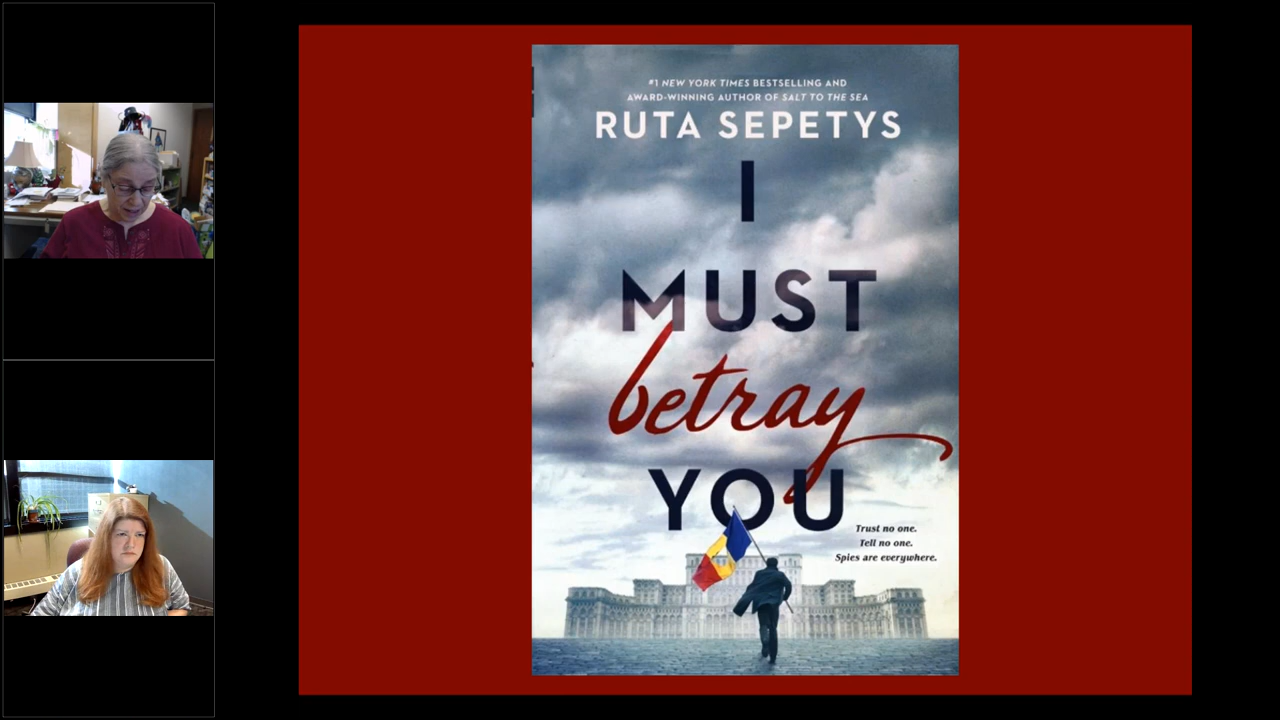 #1 NEW YORK TIMES BESTSELLING AND
AWARD-WINNING AUTHOR OF SALT TO THE SEA
RUTA SEPETYS
I
MUST
betray
YOU
Trust no one.
Tell no one.
Spies are everywhere.